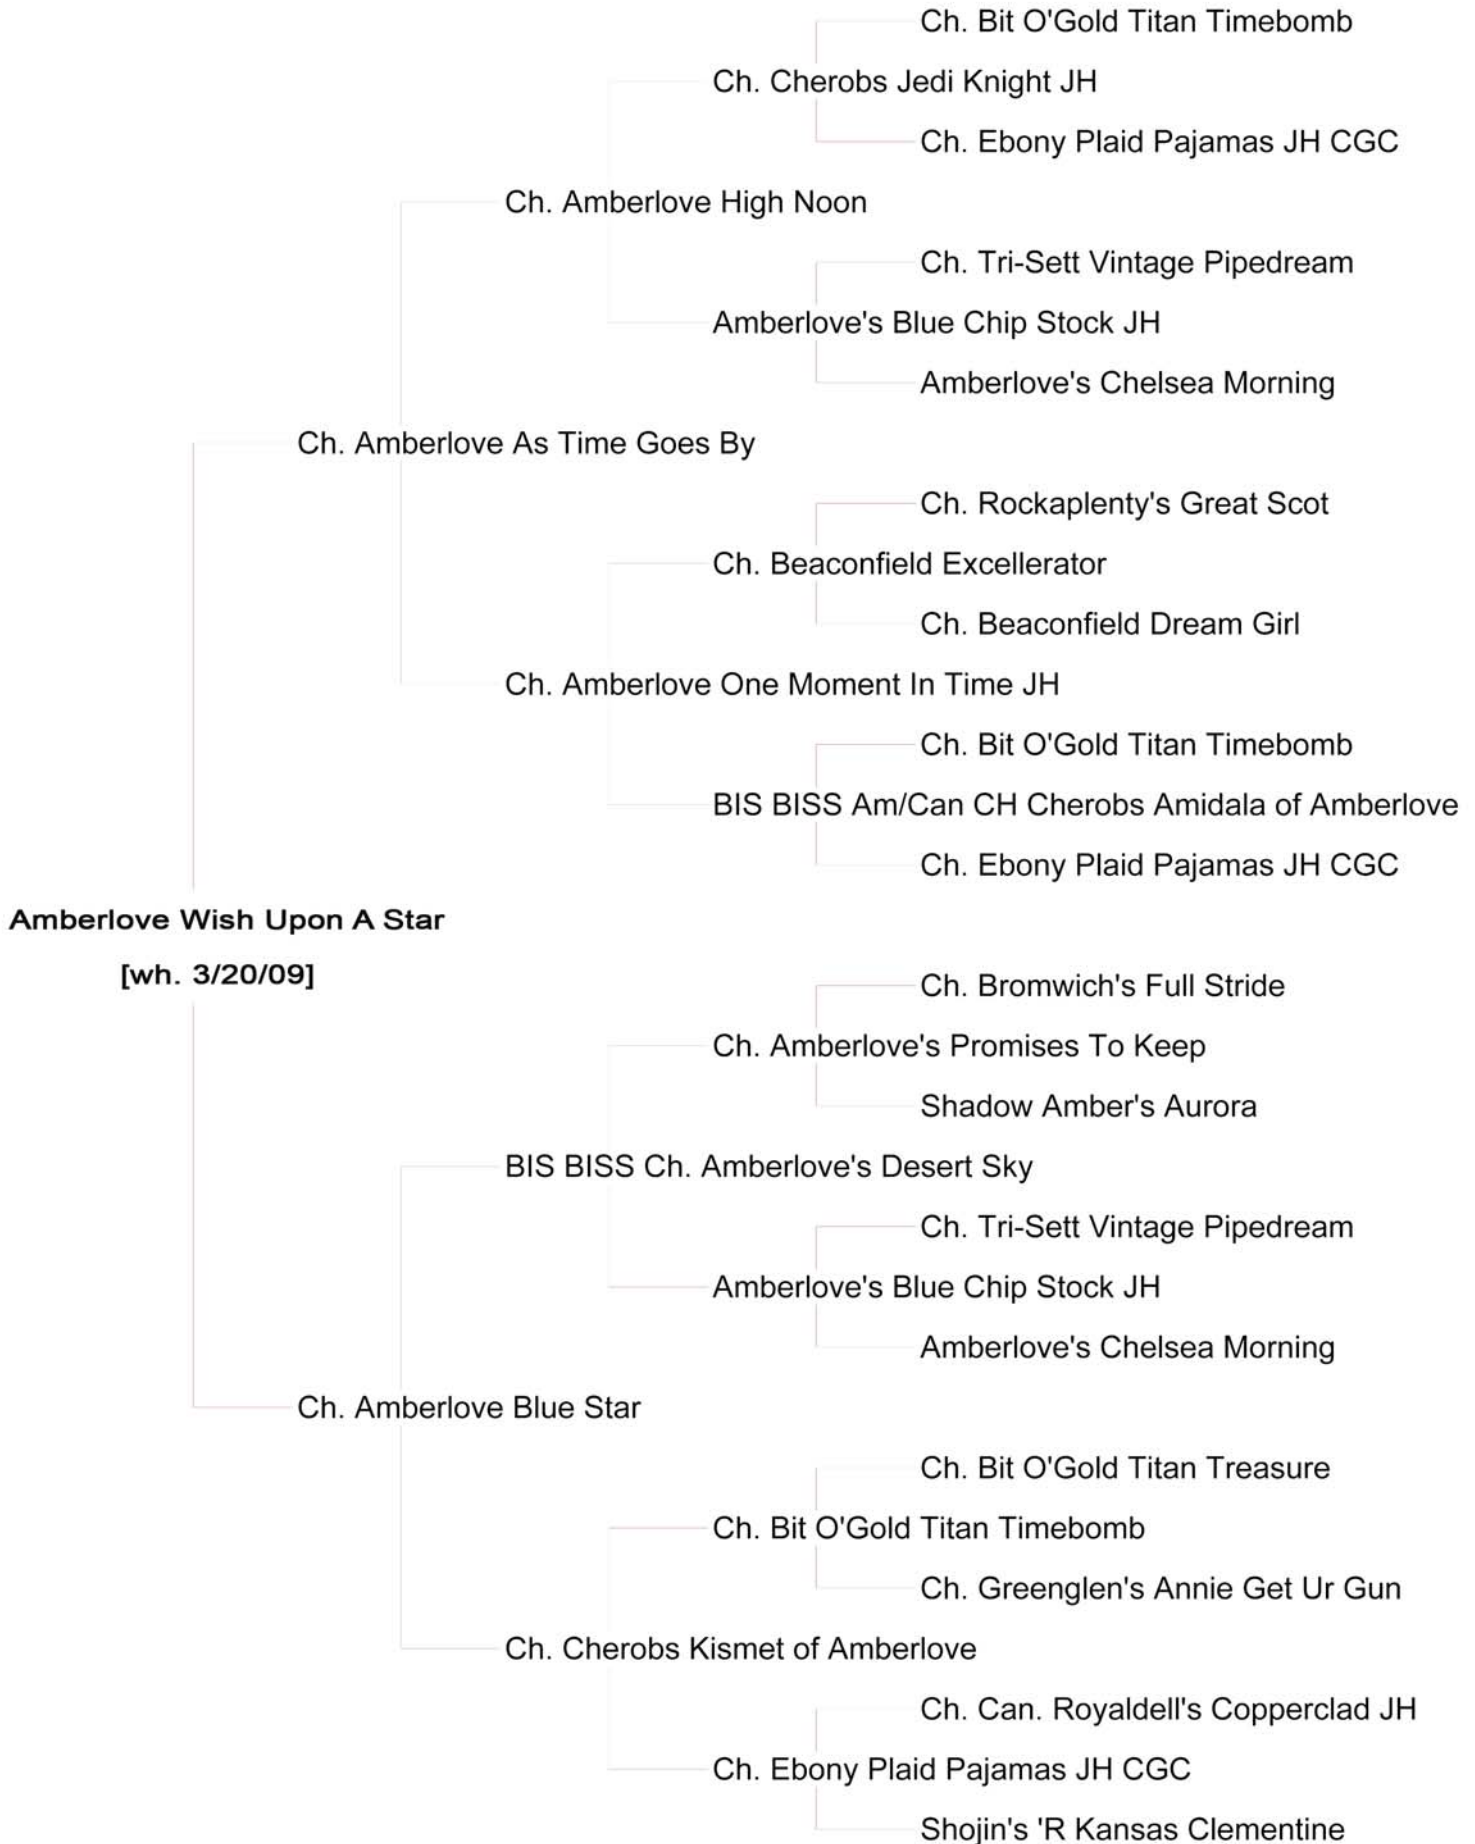 Ch. Bit O'Gold Titan Timebomb
Ch. Cherobs Jedi Knight JH
Ch. Ebony Plaid Pajamas JH CGC
Ch. Amberlove High Noon
Ch. Tri-Sett Vintage Pipedream
Amberlove's Blue Chip Stock JH
Amberlove's Chelsea Morning
Ch. Amberlove As Time Goes By
Ch. Rockaplenty's Great Scot
Ch. Beaconfield Excellerator
Ch. Beaconfield Dream Girl
Ch. Amberlove One Moment In Time JH
Ch. Bit O'Gold Titan Timebomb
BIS BISS Am/Can CH Cherobs Amidala of Amberlove
Ch. Ebony Plaid Pajamas JH CGC
Amberlove Wish Upon A Star
[wh. 3/20/09]
Ch. Bromwich's Full Stride
Ch. Amberlove's Promises To Keep
Shadow Amber's Aurora
BIS BISS Ch. Amberlove's Desert Sky
Ch. Tri-Sett Vintage Pipedream
Amberlove's Blue Chip Stock JH
Amberlove's Chelsea Morning
Ch. Amberlove Blue Star
Ch. Bit O'Gold Titan Treasure
Ch. Bit O'Gold Titan Timebomb
Ch. Greenglen's Annie Get Ur Gun
Ch. Cherobs Kismet of Amberlove
Ch. Can. Royaldell's Copperclad JH
Ch. Ebony Plaid Pajamas JH CGC
Shojin's 'R Kansas Clementine